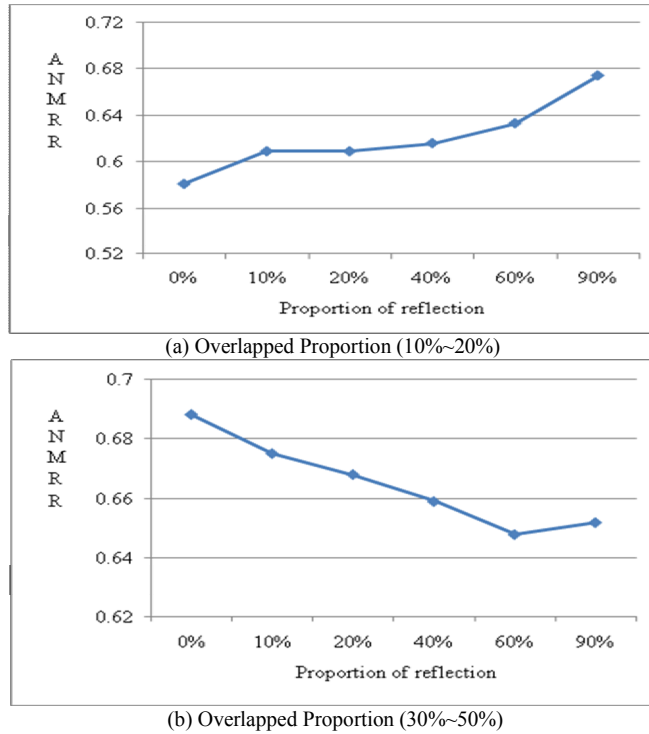 0.72
0.68
0.64
0.6
0.56
0.52
A
N
M
R
R
0% 10% 20% 40% 60% 90%
Proportion of reflection
(a) Overlapped Proportion (10%~20%)
0.7
0.68
0.66
0.64
0.62
A
N
M
R
R
0% 10% 20% 40% 60% 90%
Proportion of reflection
(b) Overlapped Proportion (30%~50%)